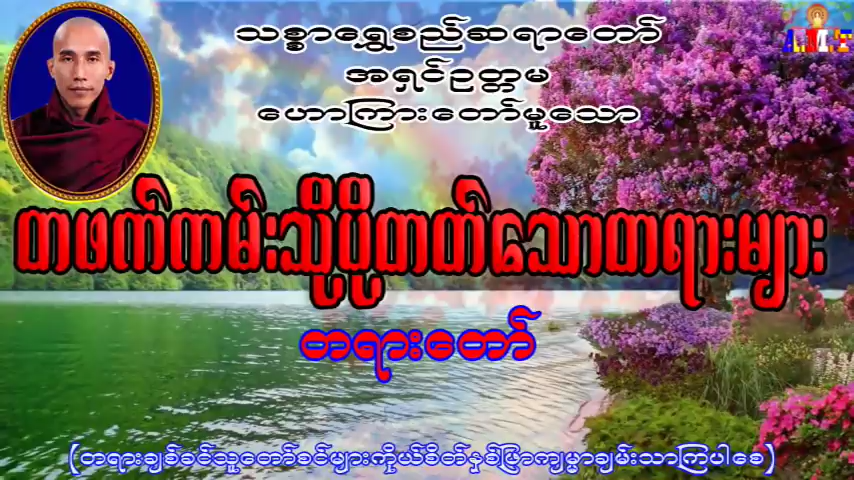 သစ္စာရွှေစည်ဆရာတော်
အရှင်ဥတ္တမ
ဟောကြားတော်မူသော
AMT
တဖက်ကမ်းသို့ပို့တတ်သောတရားများ
တရားတော်
(တရားချစ်ခင်သူတော်စင်များကိုယ်စိတ်နှစ်ဖြာကျမ္မာချမ်းသာကြပါစေ)